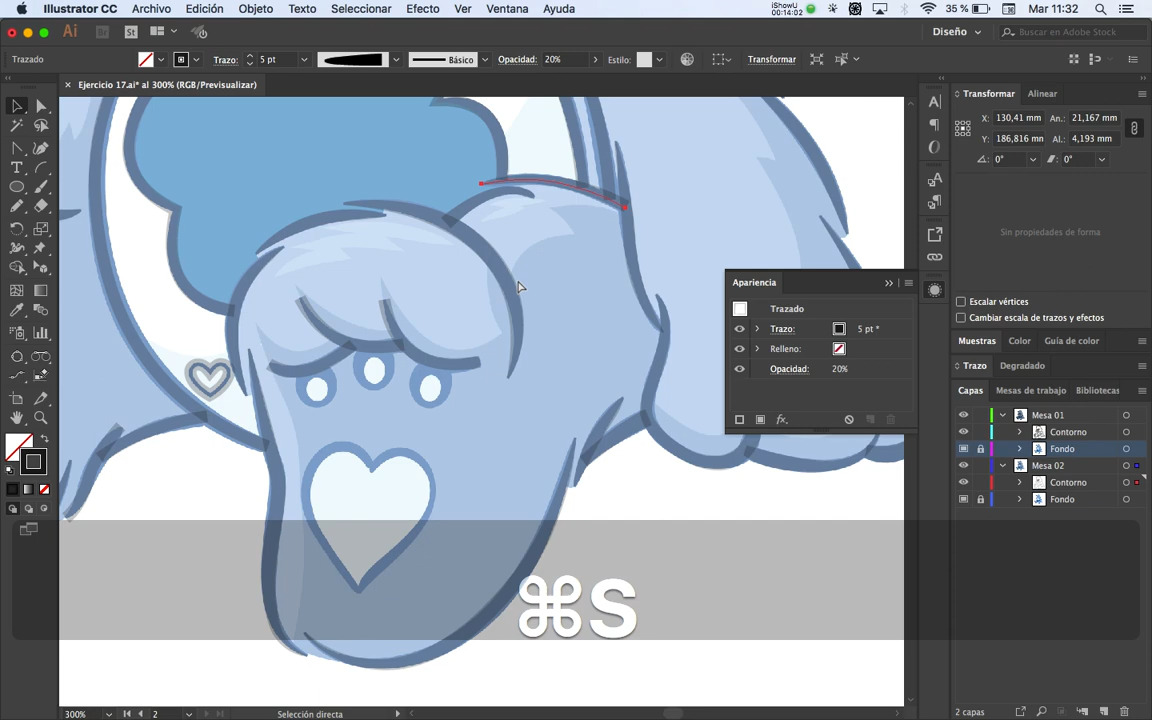 Illustrator CC Archivo Edición Objeto Texto Seleccionar Efecto Ver Ventana Ayuda iShowU 00:14:02 35 % Mar 11:32
Ai Br St Diseño Buscar en Adobe Stock
Trazado Trazo: 5 pt Básico Opacidad: 20% Estilo: Transformar
× Ejercicio 17.ai* al 300% (RGB/Previsualizar)
Transformar Alinear
X: 130,41 mm An.: 21,167 mm
Y: 186,816 mm Al.: 4,193 mm
0° 0°
Sin propiedades de forma
Escalar vértices
Cambiar escala de trazos y efectos
Muestras Color Guía de color
Trazo Degradado
Capas Mesas de trabajo Bibliotecas
Mesa 01
Contorno
Fondo
Mesa 02
Contorno
Fondo
2 capas
Apariencia
Trazado
Trazo: 5 pt *
Relleno:
Opacidad: 20%
fx.
⌘S
300% 2 Selección directa